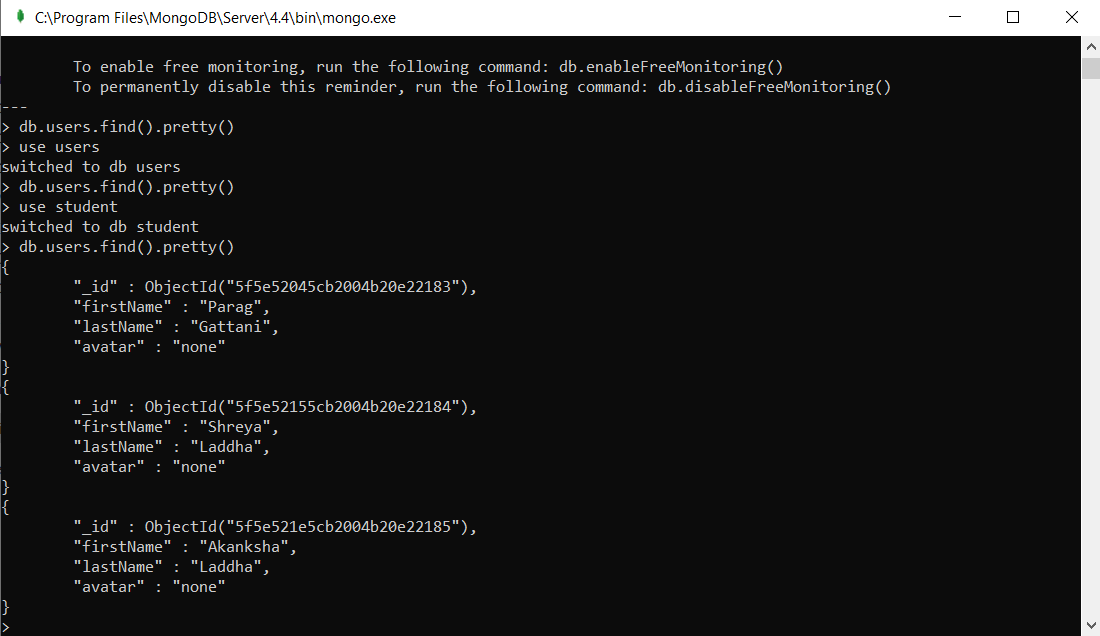 C:\Program Files\MongoDB\Server\4.4\bin\mongo.exe
To enable free monitoring, run the following command: db.enableFreeMonitoring()
To permanently disable this reminder, run the following command: db.disableFreeMonitoring()
---
> db.users.find().pretty()
> use users
switched to db users
> db.users.find().pretty()
> use student
switched to db student
> db.users.find().pretty()
{
"_id" : ObjectId("5f5e52045cb2004b20e22183"),
"firstName" : "Parag",
"lastName" : "Gattani",
"avatar" : "none"
}
{
"_id" : ObjectId("5f5e52155cb2004b20e22184"),
"firstName" : "Shreya",
"lastName" : "Laddha",
"avatar" : "none"
}
{
"_id" : ObjectId("5f5e521e5cb2004b20e22185"),
"firstName" : "Akanksha",
"lastName" : "Laddha",
"avatar" : "none"
}
>